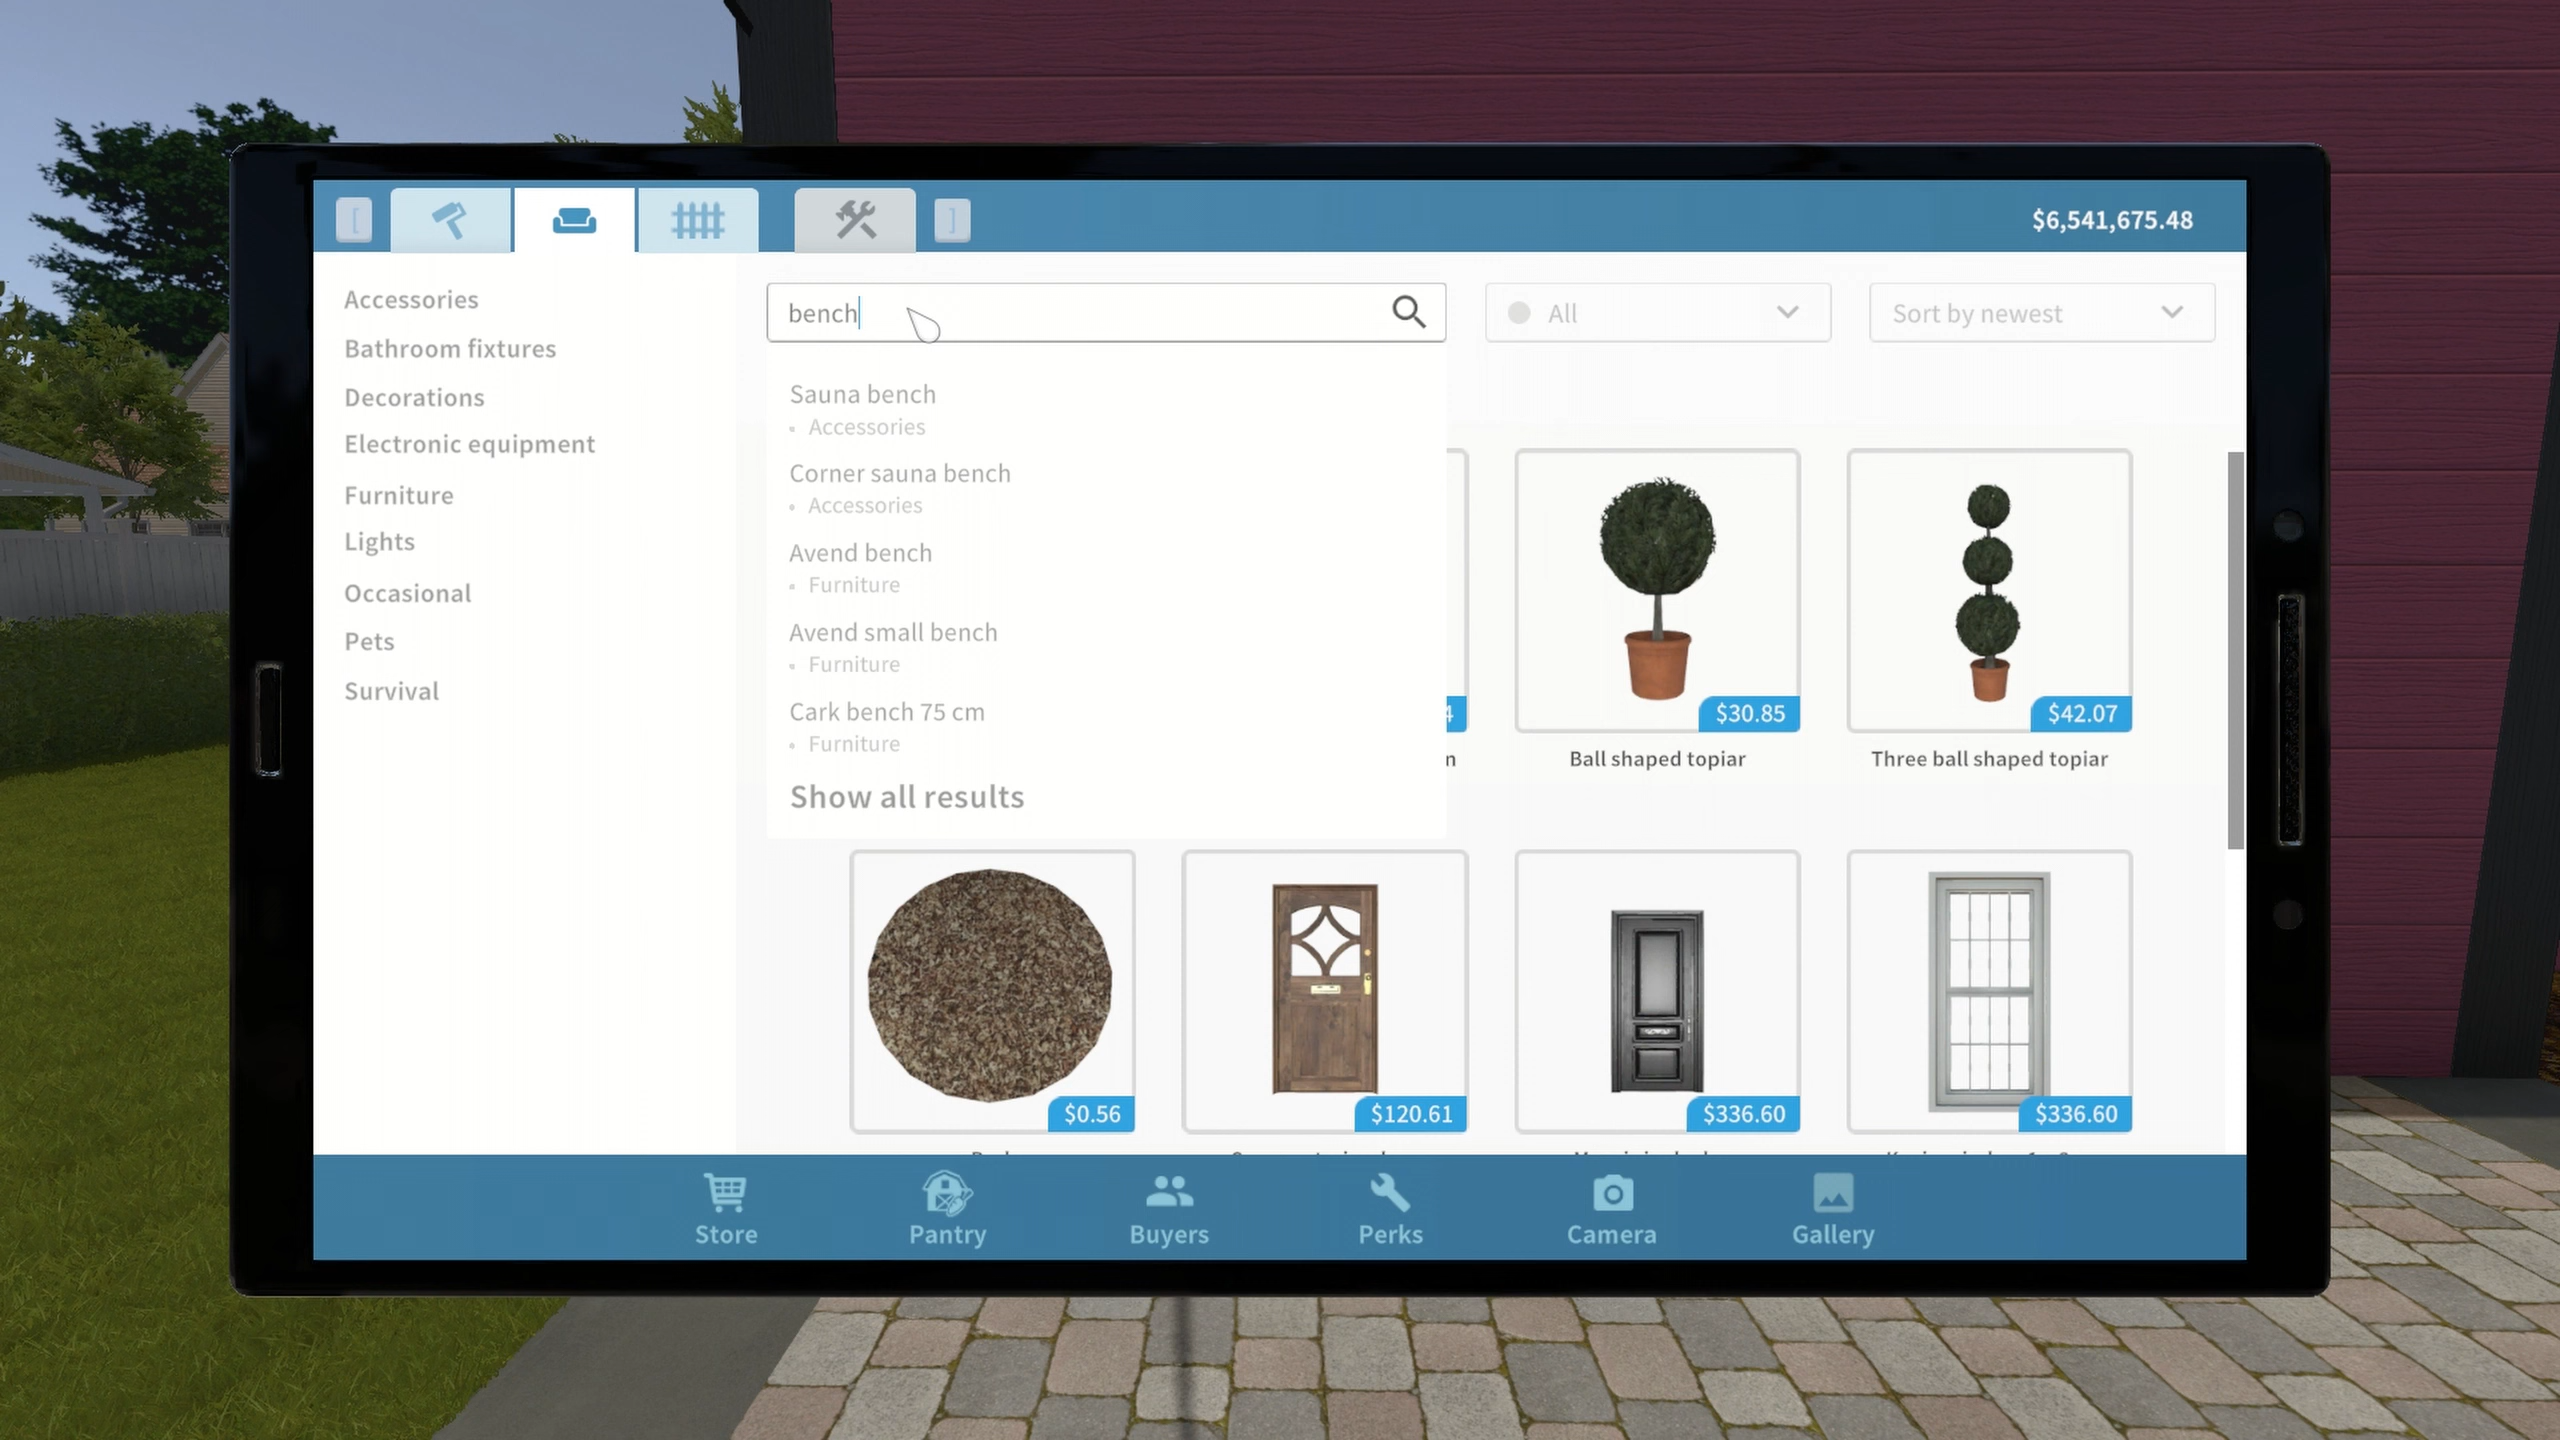 [
]
$6,541,675.48
Accessories
Bathroom fixtures
Decorations
Electronic equipment
Furniture
Lights
Occasional
Pets
Survival
bench
All
Sort by newest
Sauna bench
Accessories
Corner sauna bench
Accessories
Avend bench
Furniture
Avend small bench
Furniture
Cark bench 75 cm
Furniture
Show all results
4
n
$30.85
Ball shaped topiar
$42.07
Three ball shaped topiar
$0.56
$120.61
$336.60
$336.60
Store
Pantry
Buyers
Perks
Camera
Gallery